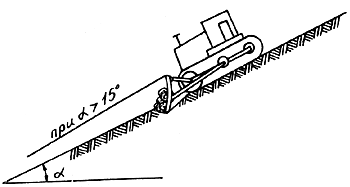 при α > 15°
α